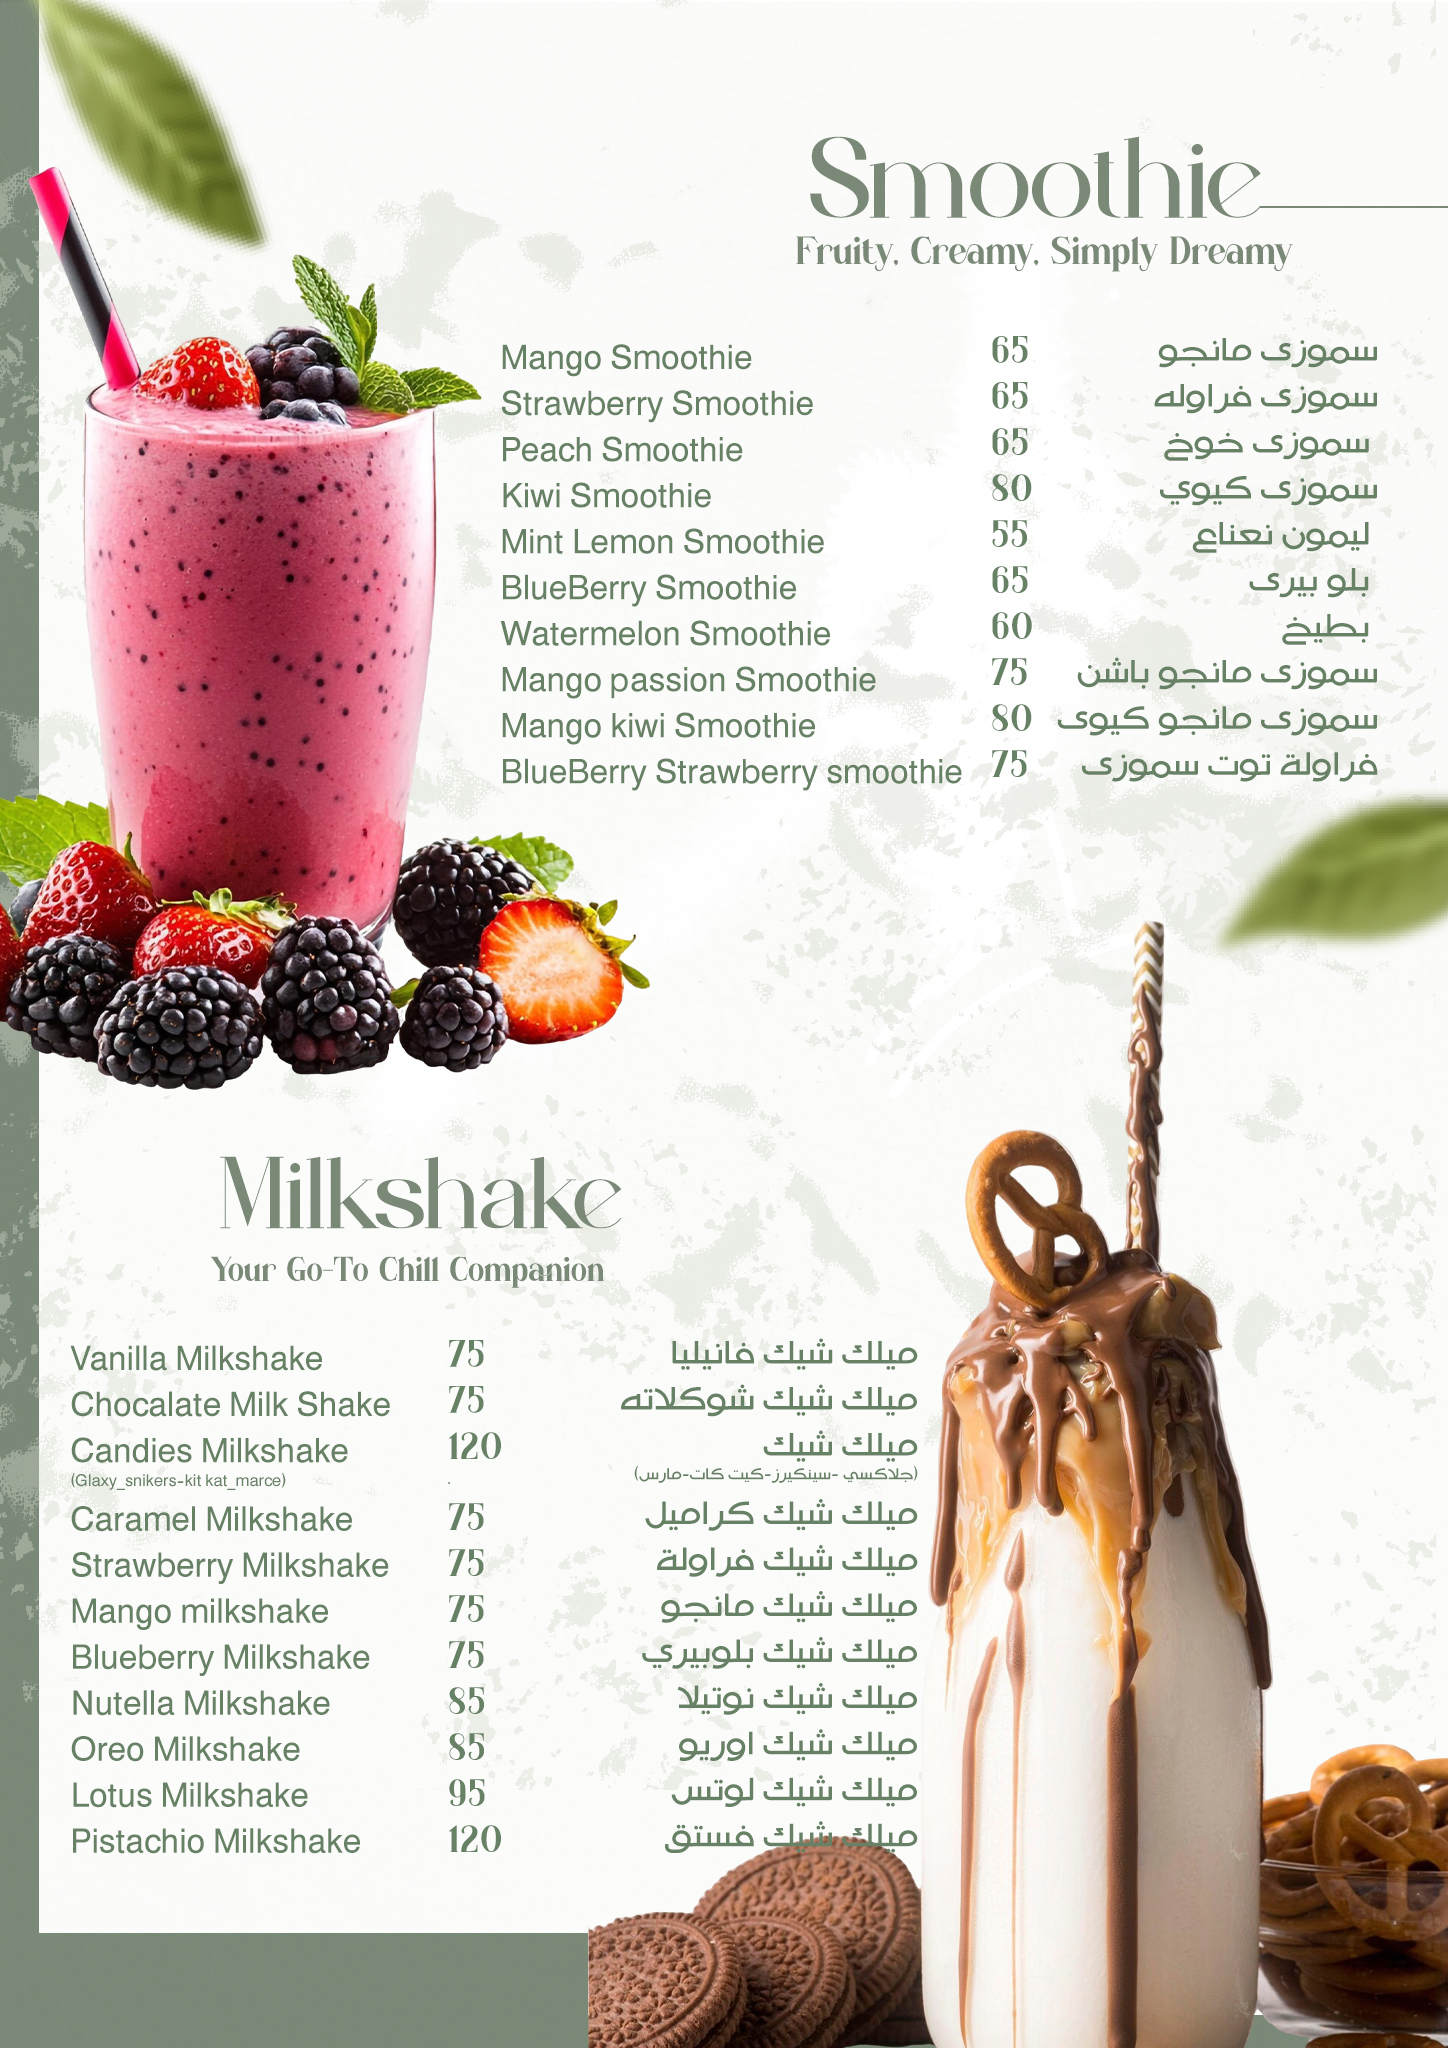 Smoothie
Fruity, Creamy, Simply Dreamy
Mango Smoothie 65 سموزى مانجو
Strawberry Smoothie 65 سموزى فراوله
Peach Smoothie 65 سموزى خوخ
Kiwi Smoothie 80 سموزى كيوي
Mint Lemon Smoothie 55 ليمون نعناع
BlueBerry Smoothie 65 بلو بيرى
Watermelon Smoothie 60 بطيخ
Mango passion Smoothie 75 سموزى مانجو باشن
Mango kiwi Smoothie 80 سموزى مانجو كيوى
BlueBerry Strawberry smoothie 75 فراولة توت سموزى
Milkshake
Your Go-To Chill Companion
Vanilla Milkshake 75 ميلك شيك فانيليا
Chocalate Milk Shake 75 ميلك شيك شوكلاته
Candies Milkshake 120 ميلك شيك
(Glaxy_snikers-kit kat_marce) . (جلاكسي -سينكيرز-كيت كات-مارس)
Caramel Milkshake 75 ميلك شيك كراميل
Strawberry Milkshake 75 ميلك شيك فراولة
Mango milkshake 75 ميلك شيك مانجو
Blueberry Milkshake 75 ميلك شيك بلوبيري
Nutella Milkshake 85 ميلك شيك نوتيلا
Oreo Milkshake 85 ميلك شيك اوريو
Lotus Milkshake 95 ميلك شيك لوتس
Pistachio Milkshake 120 ميلك شيك فستق